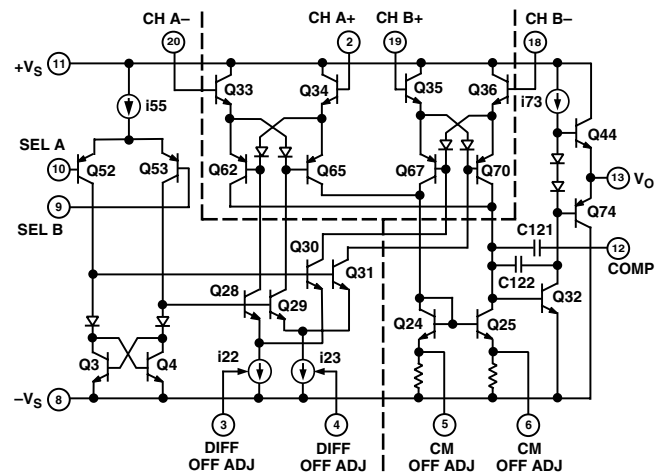 CH A– CH A+ CH B+ CH B–
20 2 19 18
+VS 11
Q33 Q34 Q35 Q36
i55 i73
Q44
SEL A
Q52 Q53 Q62 Q65 Q67 Q70
10 13 VO
9 Q74
SEL B
C121
Q30 12
Q31 COMP
C122
Q28 Q29 Q32
Q24 Q25
Q3 Q4 i22 i23
–VS 8
3 4 5 6
DIFF DIFF CM CM
OFF ADJ OFF ADJ OFF ADJ OFF ADJ